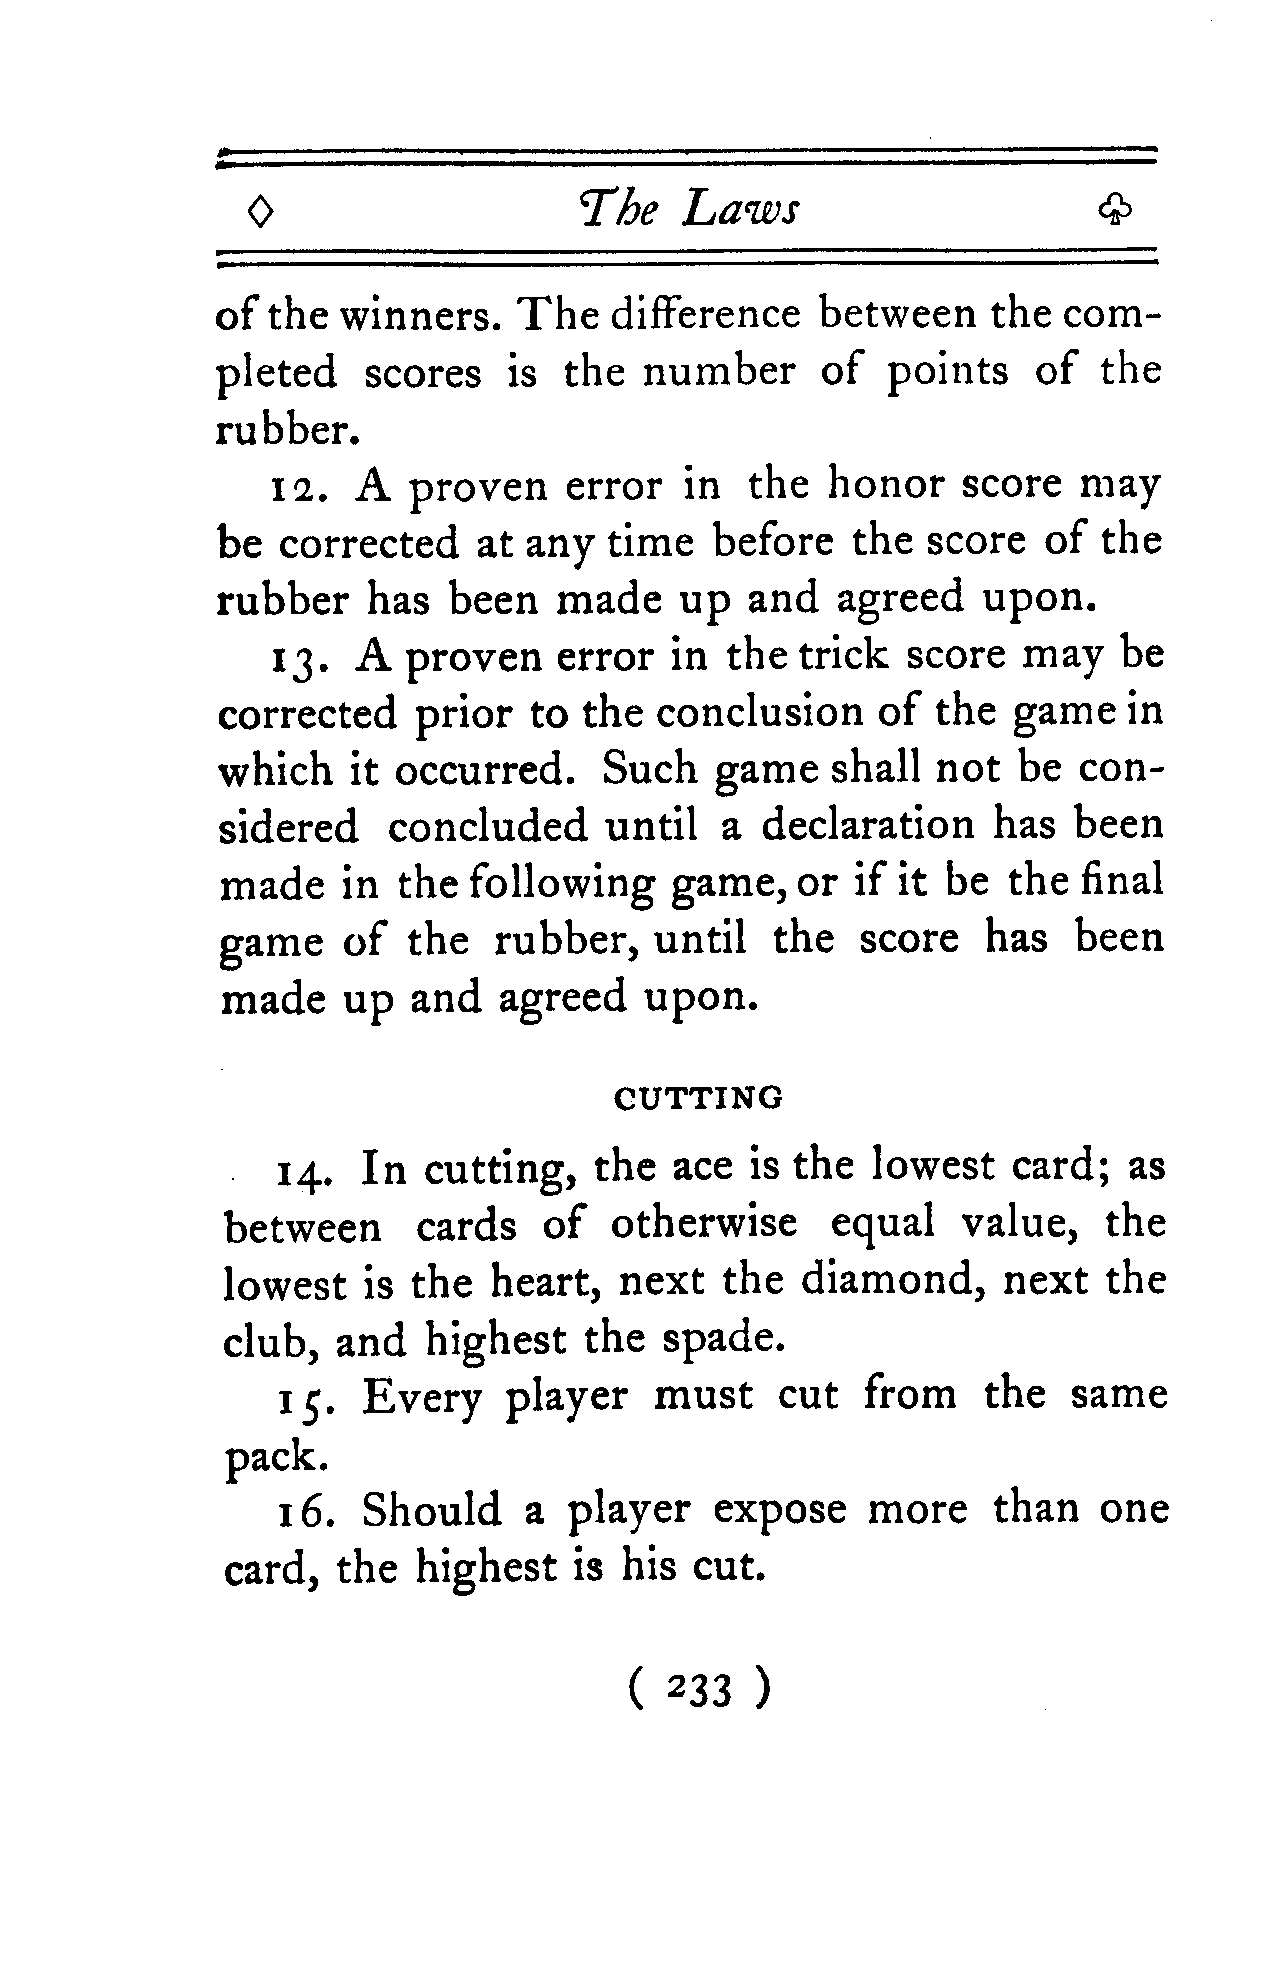 ◇ The Laws ♧
of the winners. The difference between the com-
pleted scores is the number of points of the
rubber.
12. A proven error in the honor score may
be corrected at any time before the score of the
rubber has been made up and agreed upon.
13. A proven error in the trick score may be
corrected prior to the conclusion of the game in
which it occurred. Such game shall not be con-
sidered concluded until a declaration has been
made in the following game, or if it be the final
game of the rubber, until the score has been
made up and agreed upon.
CUTTING
14. In cutting, the ace is the lowest card; as
between cards of otherwise equal value, the
lowest is the heart, next the diamond, next the
club, and highest the spade.
15. Every player must cut from the same
pack.
16. Should a player expose more than one
card, the highest is his cut.
( 233 )